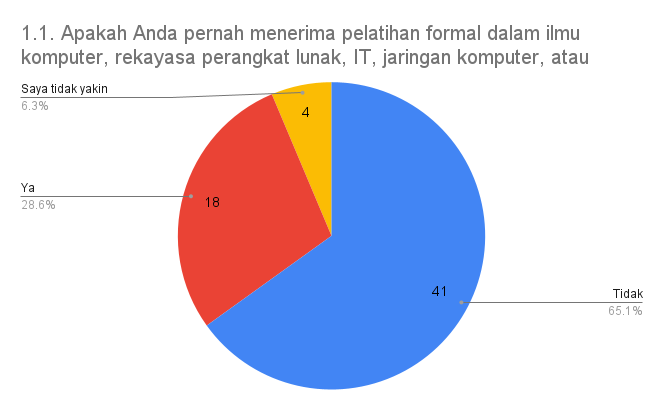 1.1. Apakah Anda pernah menerima pelatihan formal dalam ilmu
komputer, rekayasa perangkat lunak, IT, jaringan komputer, atau
Saya tidak yakin
6.3%
4
Ya
28.6%
18
41
Tidak
65.1%